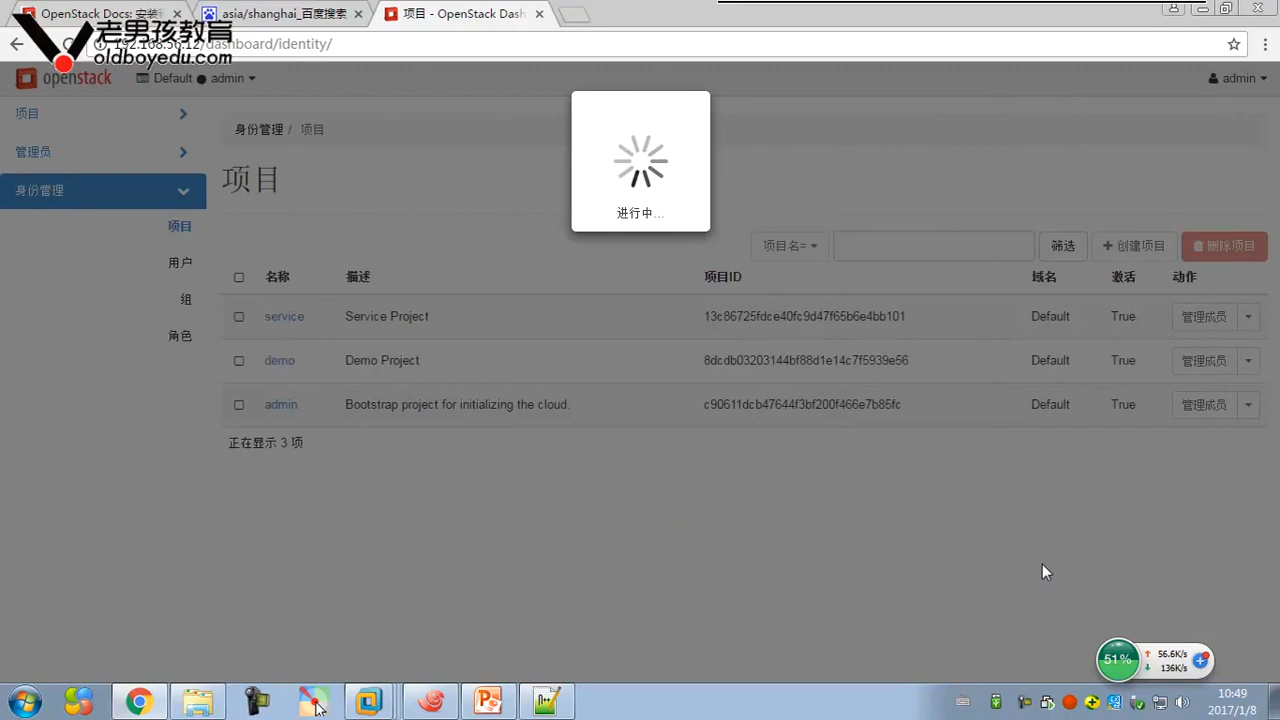 OpenStack Docs: 安装
asia/shanghai_百度搜索
项目 - OpenStack Dash
老男孩教育
oldboyedu.com
192.168.56.12/dashboard/identity/
openstack
Default ● admin
admin
项目
管理员
身份管理
项目
用户
组
角色
身份管理 / 项目
项目
进行中...
项目名=
筛选
创建项目
删除项目
名称 描述 项目ID 域名 激活 动作
service Service Project 13c86725fdce40fc9d47f65b6e4bb101 Default True 管理成员
demo Demo Project 8dcdb03203144bf88d1e14c7f5939e56 Default True 管理成员
admin Bootstrap project for initializing the cloud. c90611dcb47644f3bf200f466e7b85fc Default True 管理成员
正在显示 3 项
51%
56.6K/s
136K/s
10:49
2017/1/8